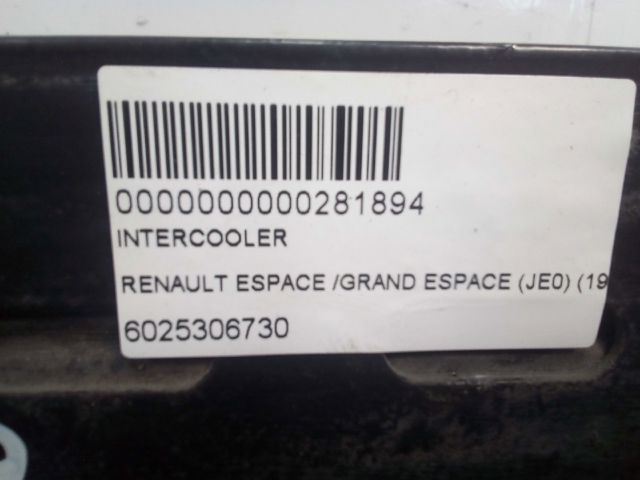 0000000000281894
INTERCOOLER
RENAULT ESPACE /GRAND ESPACE (JE0) (19
6025306730